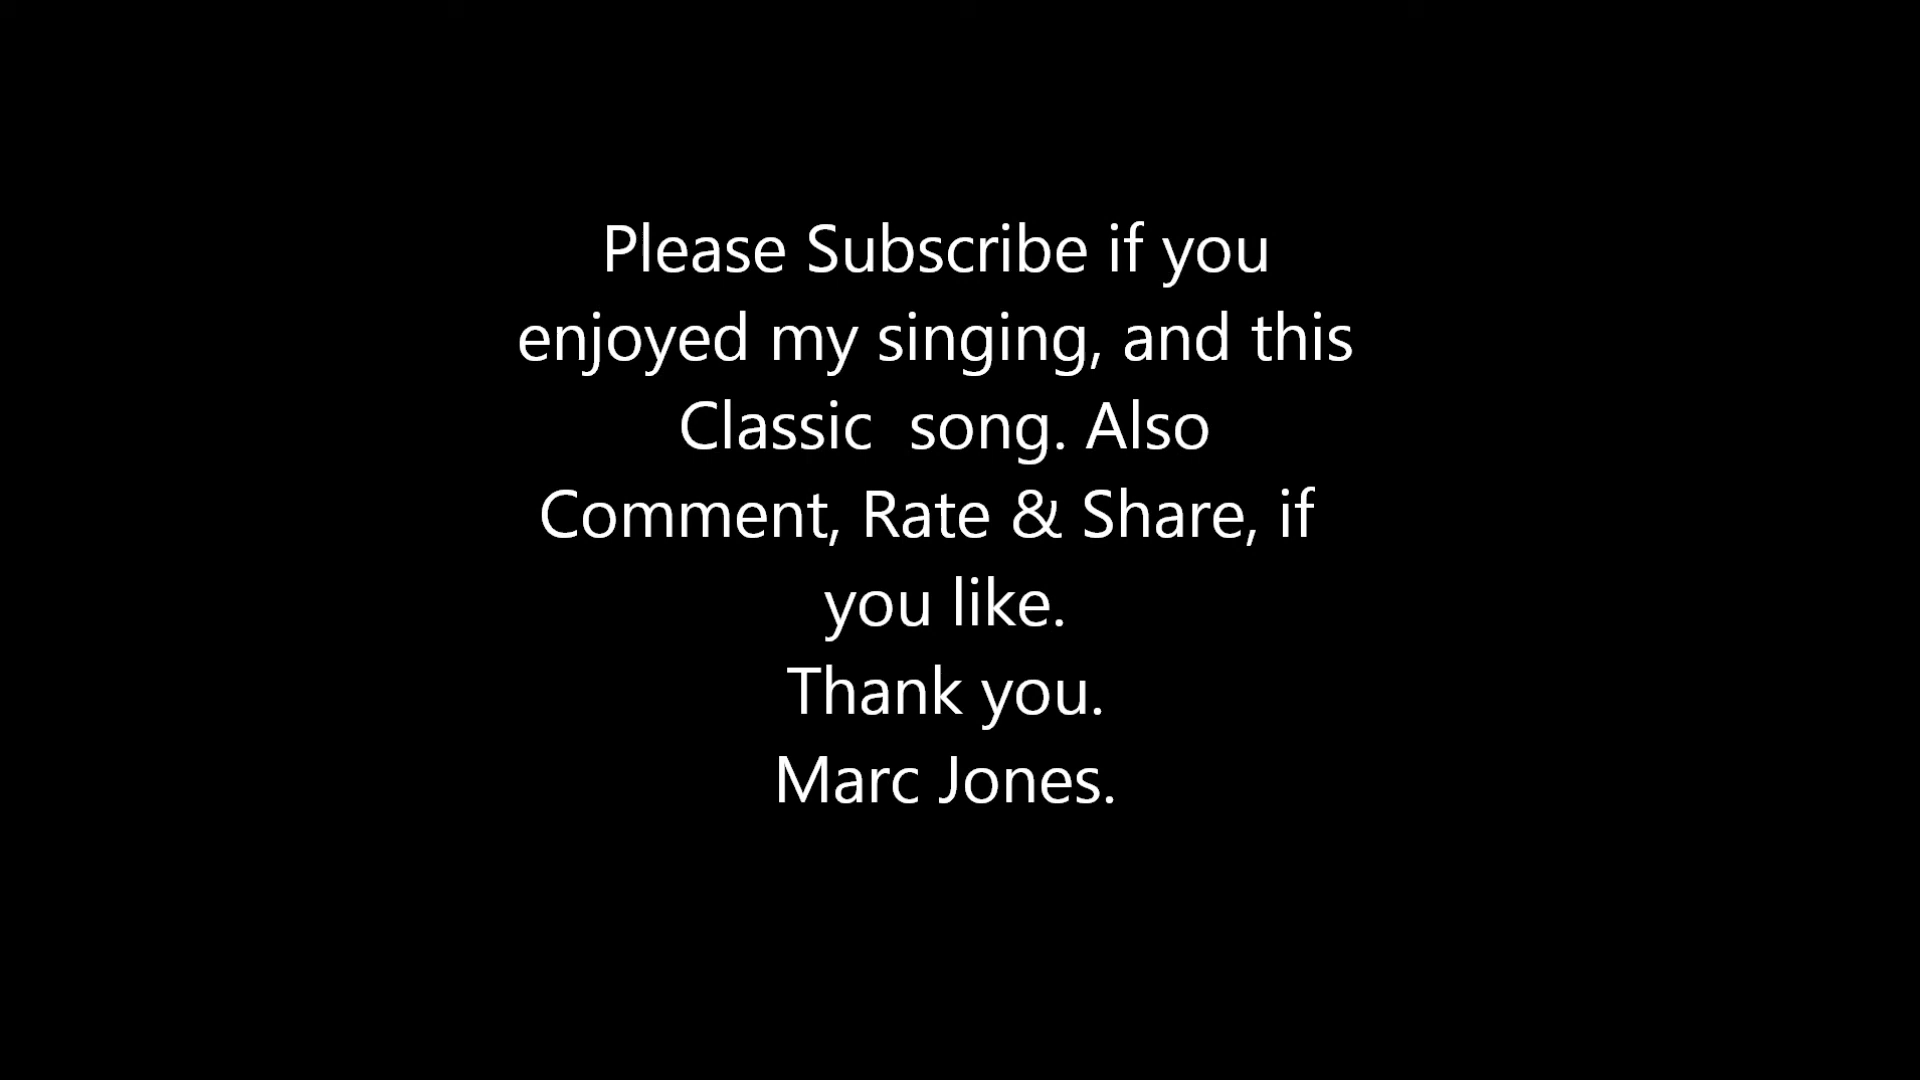 Please Subscribe if you
enjoyed my singing, and this
Classic  song. Also
Comment, Rate & Share, if
you like.
Thank you.
Marc Jones.